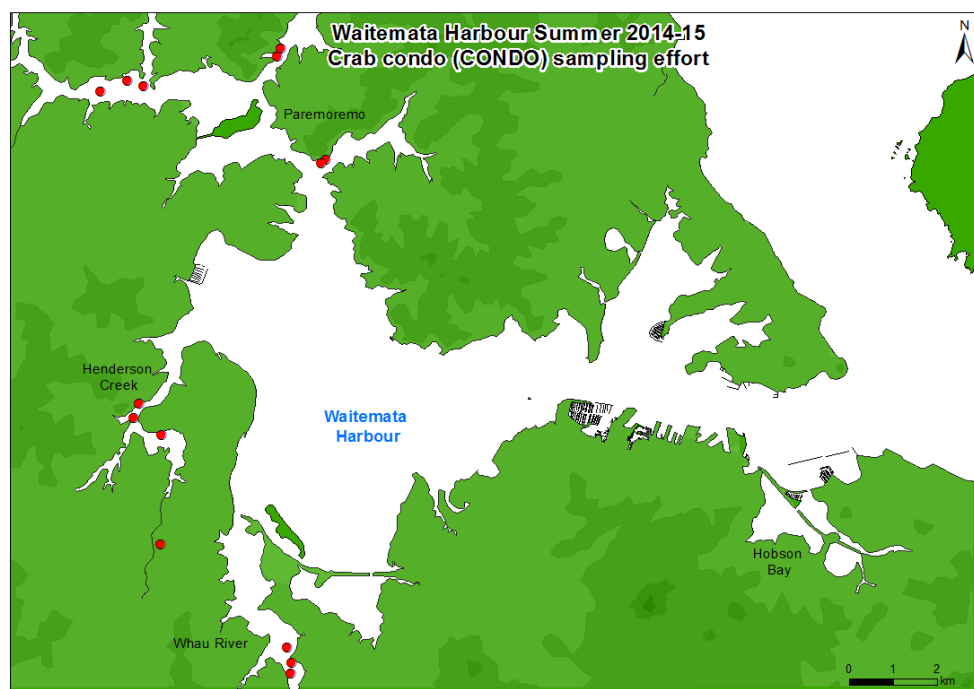 Waitemata Harbour Summer 2014-15
Crab condo (CONDO) sampling effort
N
Paremoremo
Henderson
Creek
Waitemata
Harbour
Hobson
Bay
Whau River
0 1 2
km